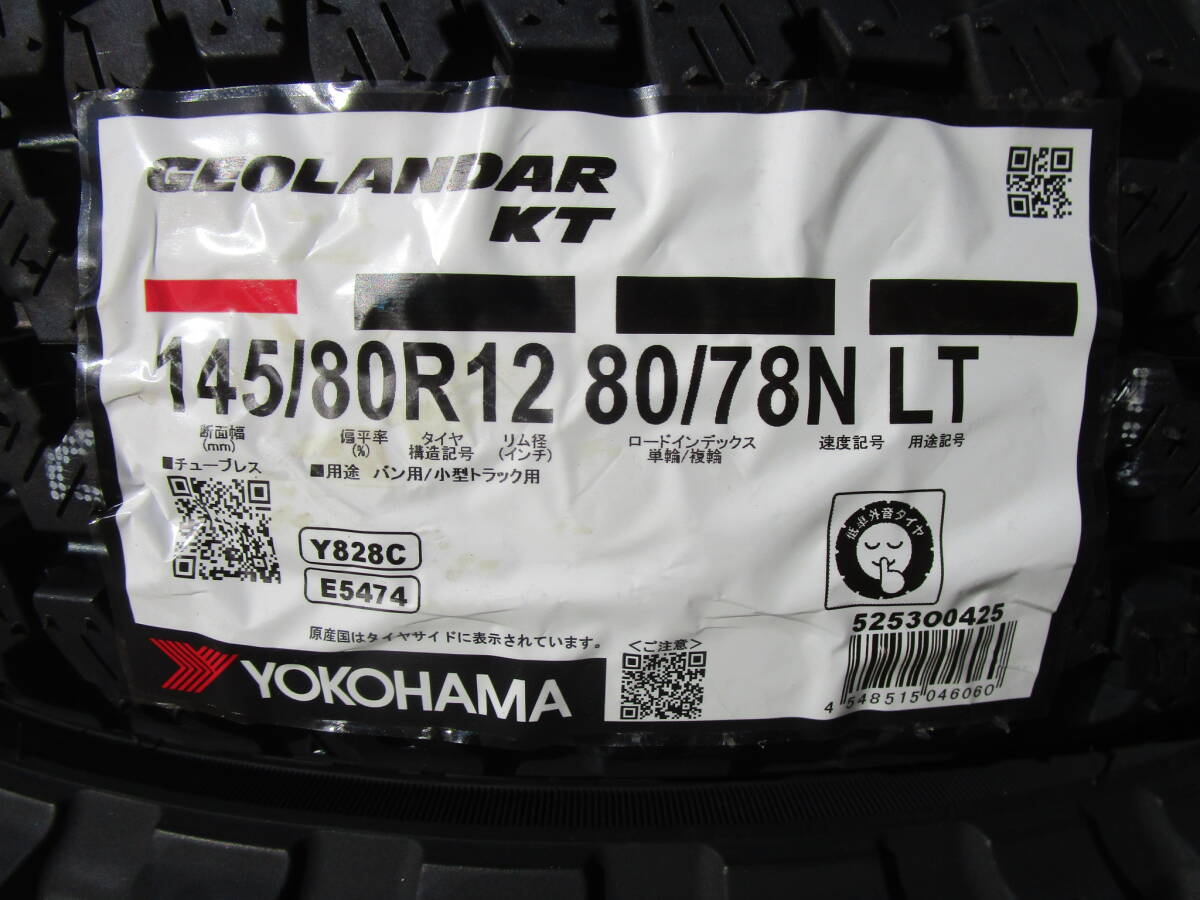 GEOLANDAR
KT
145/80R12 80/78N LT
断面幅
(mm)
偏平率
(%)
タイヤ
構造記号
リム径
(インチ)
ロードインデックス
単輪/複輪
速度記号
用途記号
■チューブレス
■用途 バン用/小型トラック用
Y828C
E5474
低車外音タイヤ
525300425
原産国はタイヤサイドに表示されています。
<ご注意>
YOKOHAMA
4 548515 046060